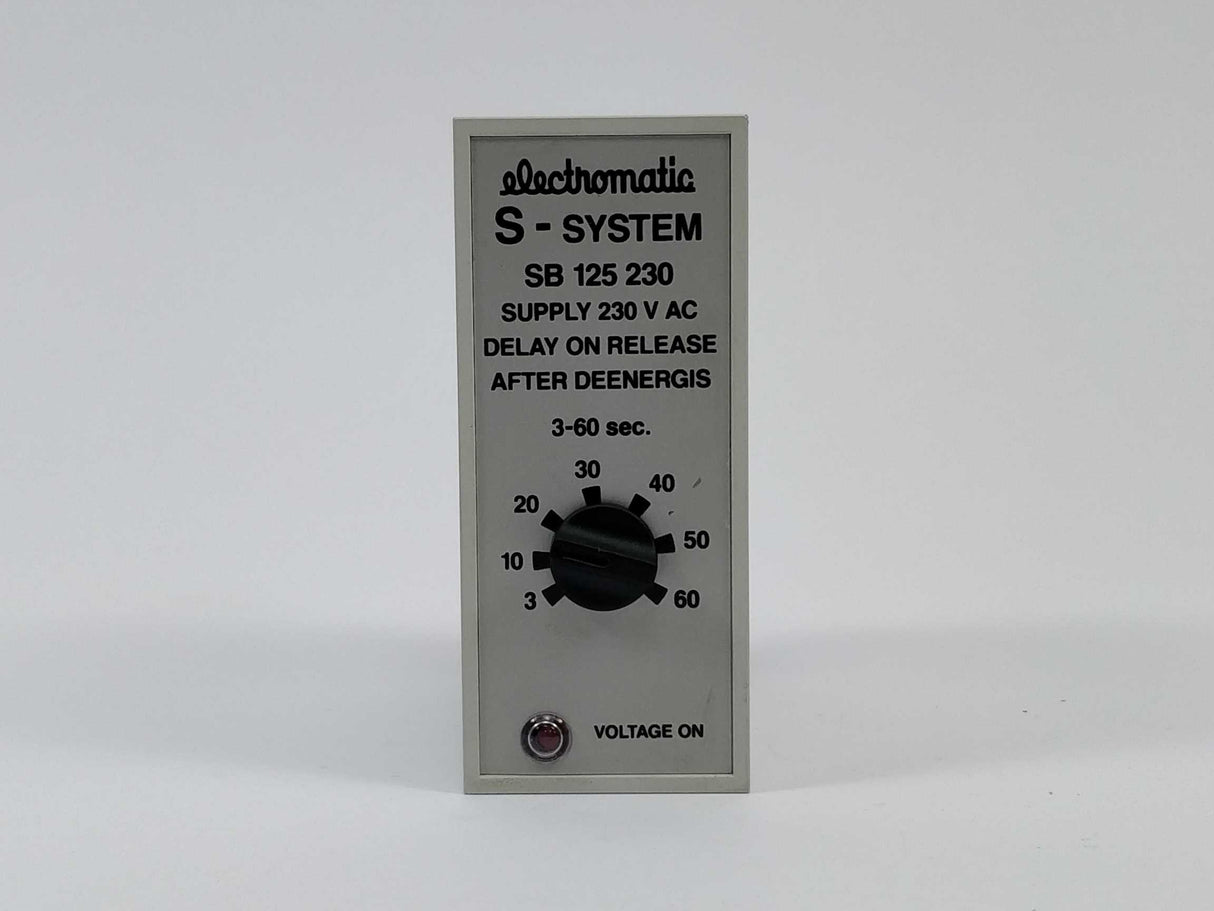 electromatic
S - SYSTEM
SB 125 230
SUPPLY 230 V AC
DELAY ON RELEASE
AFTER DEENERGIS
3-60 sec.
30
40
20
50
10
3
60
VOLTAGE ON